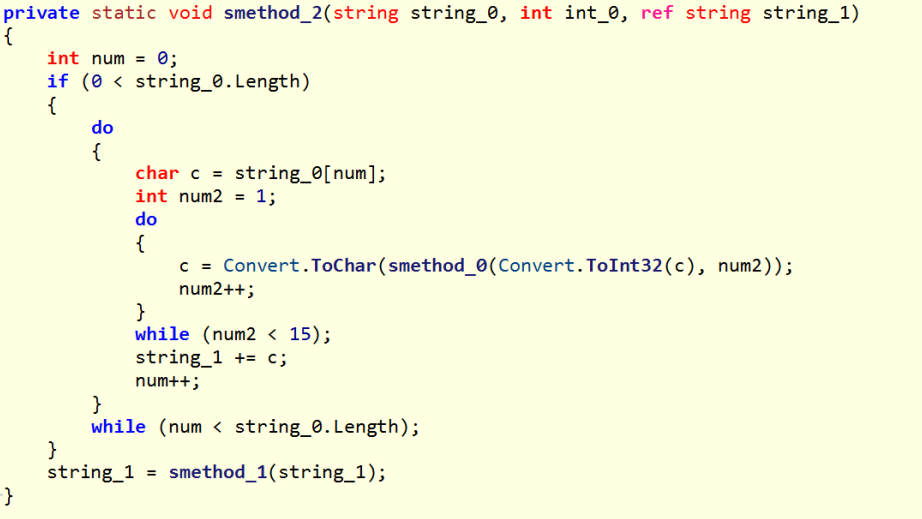 private static void smethod_2(string string_0, int int_0, ref string string_1)
{
    int num = 0;
    if (0 < string_0.Length)
    {
        do
        {
            char c = string_0[num];
            int num2 = 1;
            do
            {
                c = Convert.ToChar(smethod_0(Convert.ToInt32(c), num2));
                num2++;
            }
            while (num2 < 15);
            string_1 += c;
            num++;
        }
        while (num < string_0.Length);
    }
    string_1 = smethod_1(string_1);
}